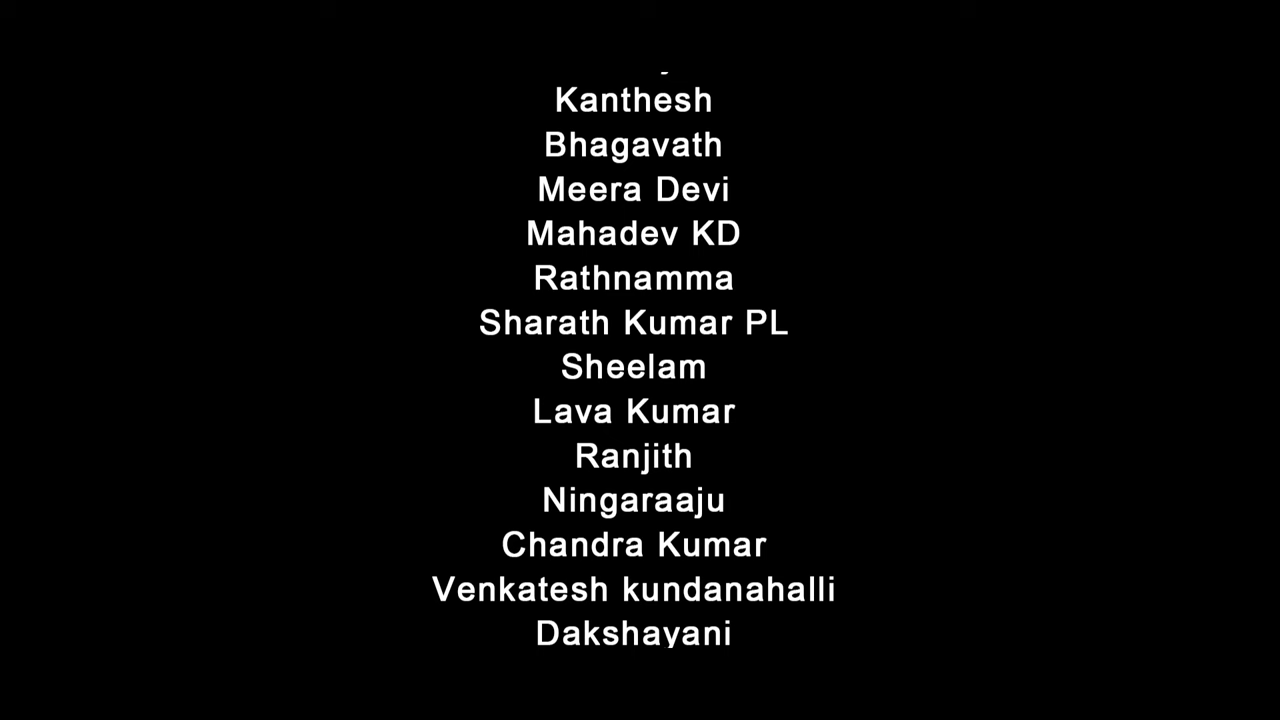 Kanthesh
Bhagavath
Meera Devi
Mahadev KD
Rathnamma
Sharath Kumar PL
Sheelam
Lava Kumar
Ranjith
Ningaraaju
Chandra Kumar
Venkatesh kundanahalli
Dakshayani